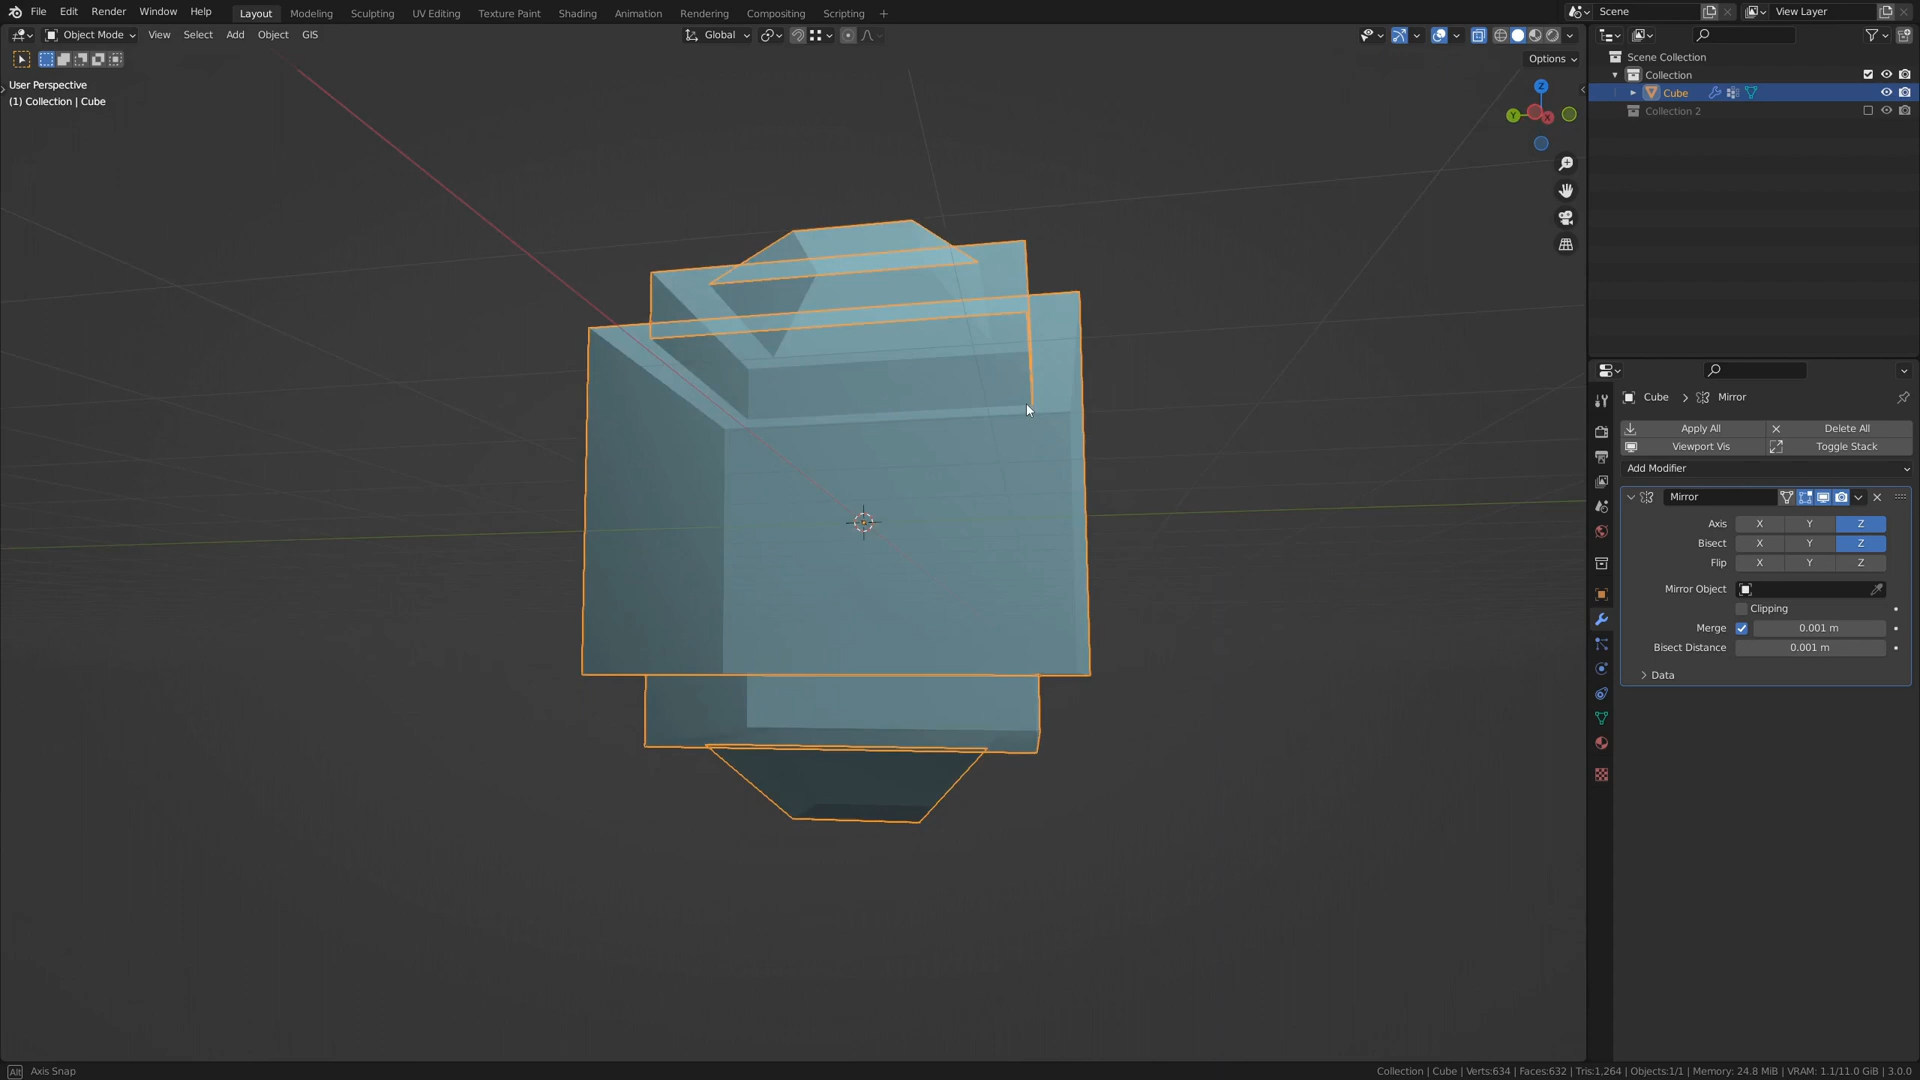 File Edit Render Window Help Layout Modeling Sculpting UV Editing Texture Paint Shading Animation Rendering Compositing Scripting + Scene View Layer
Object Mode View Select Add Object GIS Global
Options
User Perspective
(1) Collection | Cube
Z
Y
X
Scene Collection
Collection
Cube
Collection 2
Cube > Mirror
Apply All Delete All
Viewport Vis Toggle Stack
Add Modifier
Mirror
Axis X Y Z
Bisect X Y Z
Flip X Y Z
Mirror Object
Clipping
Merge 0.001 m
Bisect Distance 0.001 m
Data
Alt Axis Snap
Collection | Cube | Verts:634 | Faces:632 | Tris:1,264 | Objects:1/1 | Memory: 24.8 MiB | VRAM: 1.1/11.0 GiB | 3.0.0